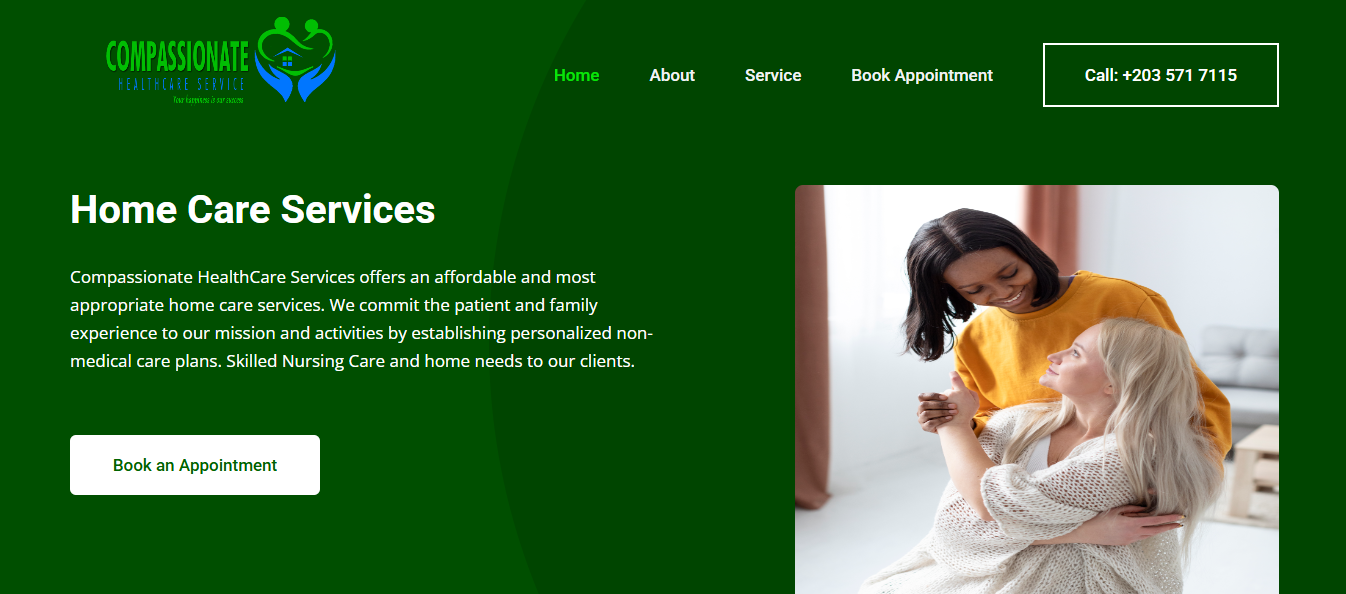 COMPASSIONATE
HEALTHCARE SERVICE
Your happiness is our success
Home About Service Book Appointment Call: +203 571 7115
Home Care Services
Compassionate HealthCare Services offers an affordable and most
appropriate home care services. We commit the patient and family
experience to our mission and activities by establishing personalized non-
medical care plans. Skilled Nursing Care and home needs to our clients.
Book an Appointment